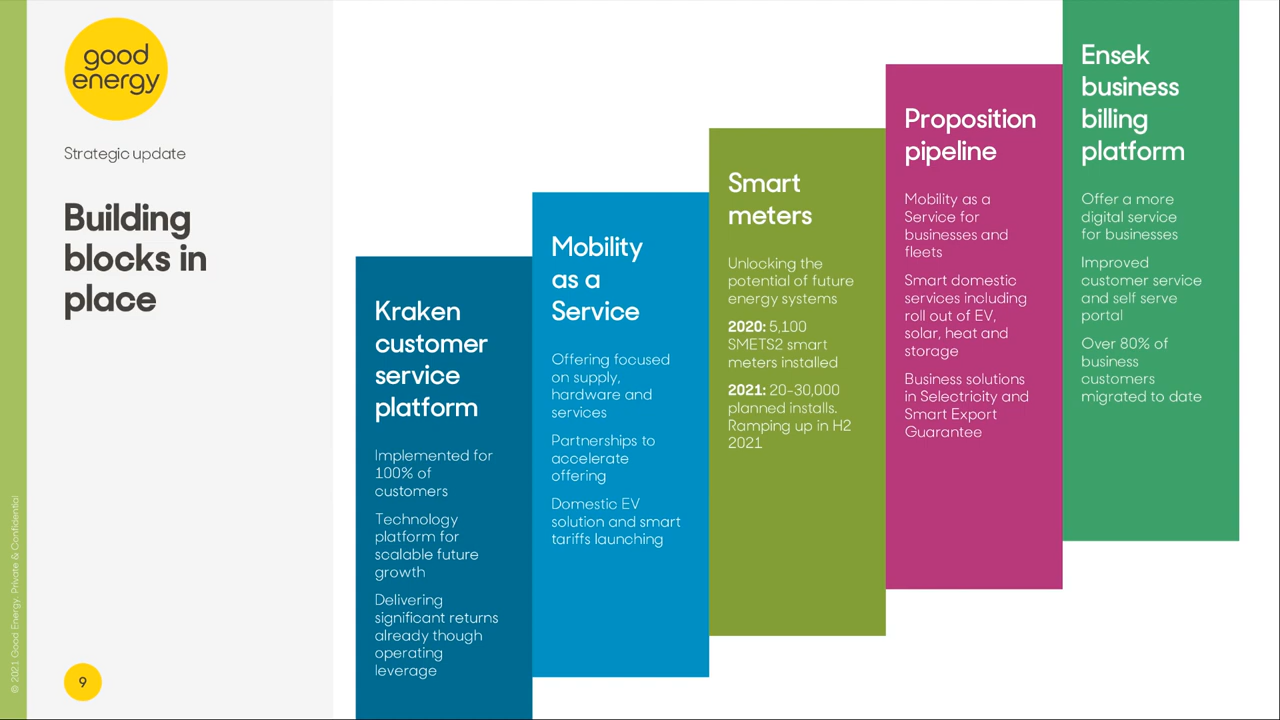 good
energy
Strategic update
Building
blocks in
place
Kraken
customer
service
platform
Implemented for
100% of
customers
Technology
platform for
scalable future
growth
Delivering
significant returns
already though
operating
leverage
Mobility
as a
Service
Offering focused
on supply,
hardware and
services
Partnerships to
accelerate
offering
Domestic EV
solution and smart
tariffs launching
Smart
meters
Unlocking the
potential of future
energy systems
2020: 5,100
SMETS2 smart
meters installed
2021: 20-30,000
planned installs.
Ramping up in H2
2021
Proposition
pipeline
Mobility as a
Service for
businesses and
fleets
Smart domestic
services including
roll out of EV,
solar, heat and
storage
Business solutions
in Selectricity and
Smart Export
Guarantee
Ensek
business
billing
platform
Offer a more
digital service
for businesses
Improved
customer service
and self serve
portal
Over 80% of
business
customers
migrated to date
© 2021 Good Energy. Private & Confidential
9